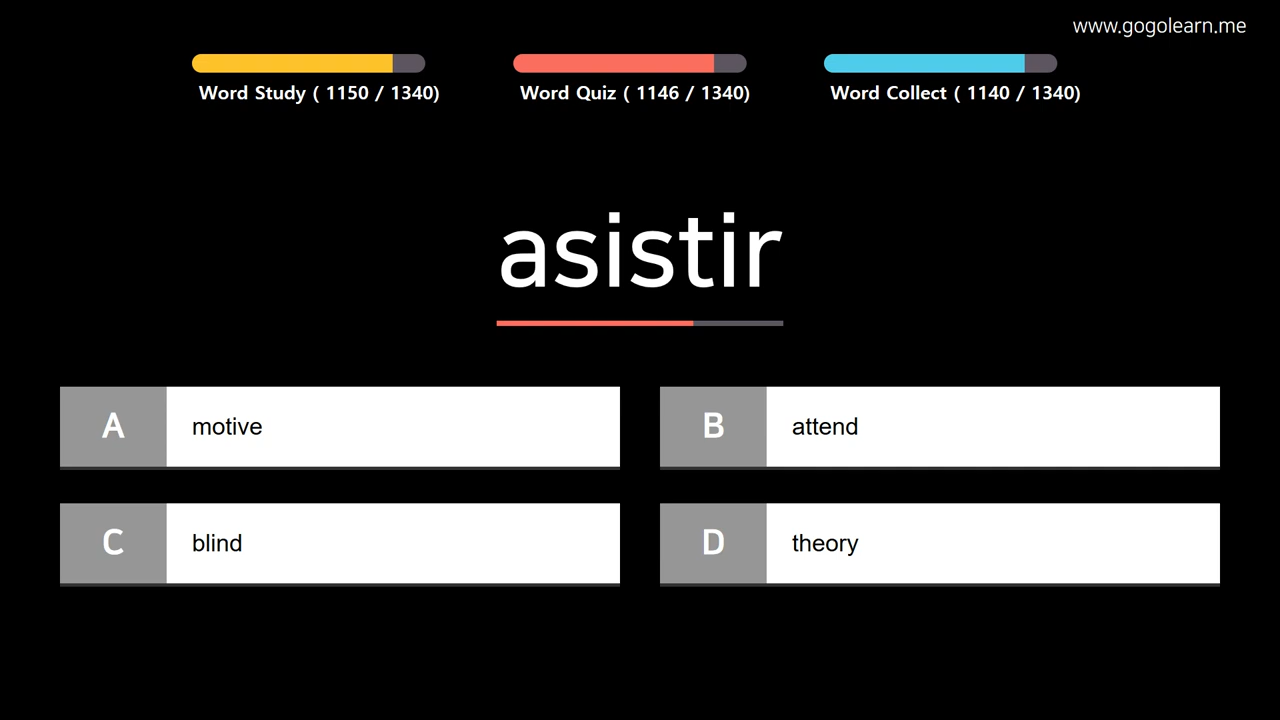 www.gogolearn.me
Word Study ( 1150 / 1340)
Word Quiz ( 1146 / 1340)
Word Collect ( 1140 / 1340)
asistir
A motive
B attend
C blind
D theory